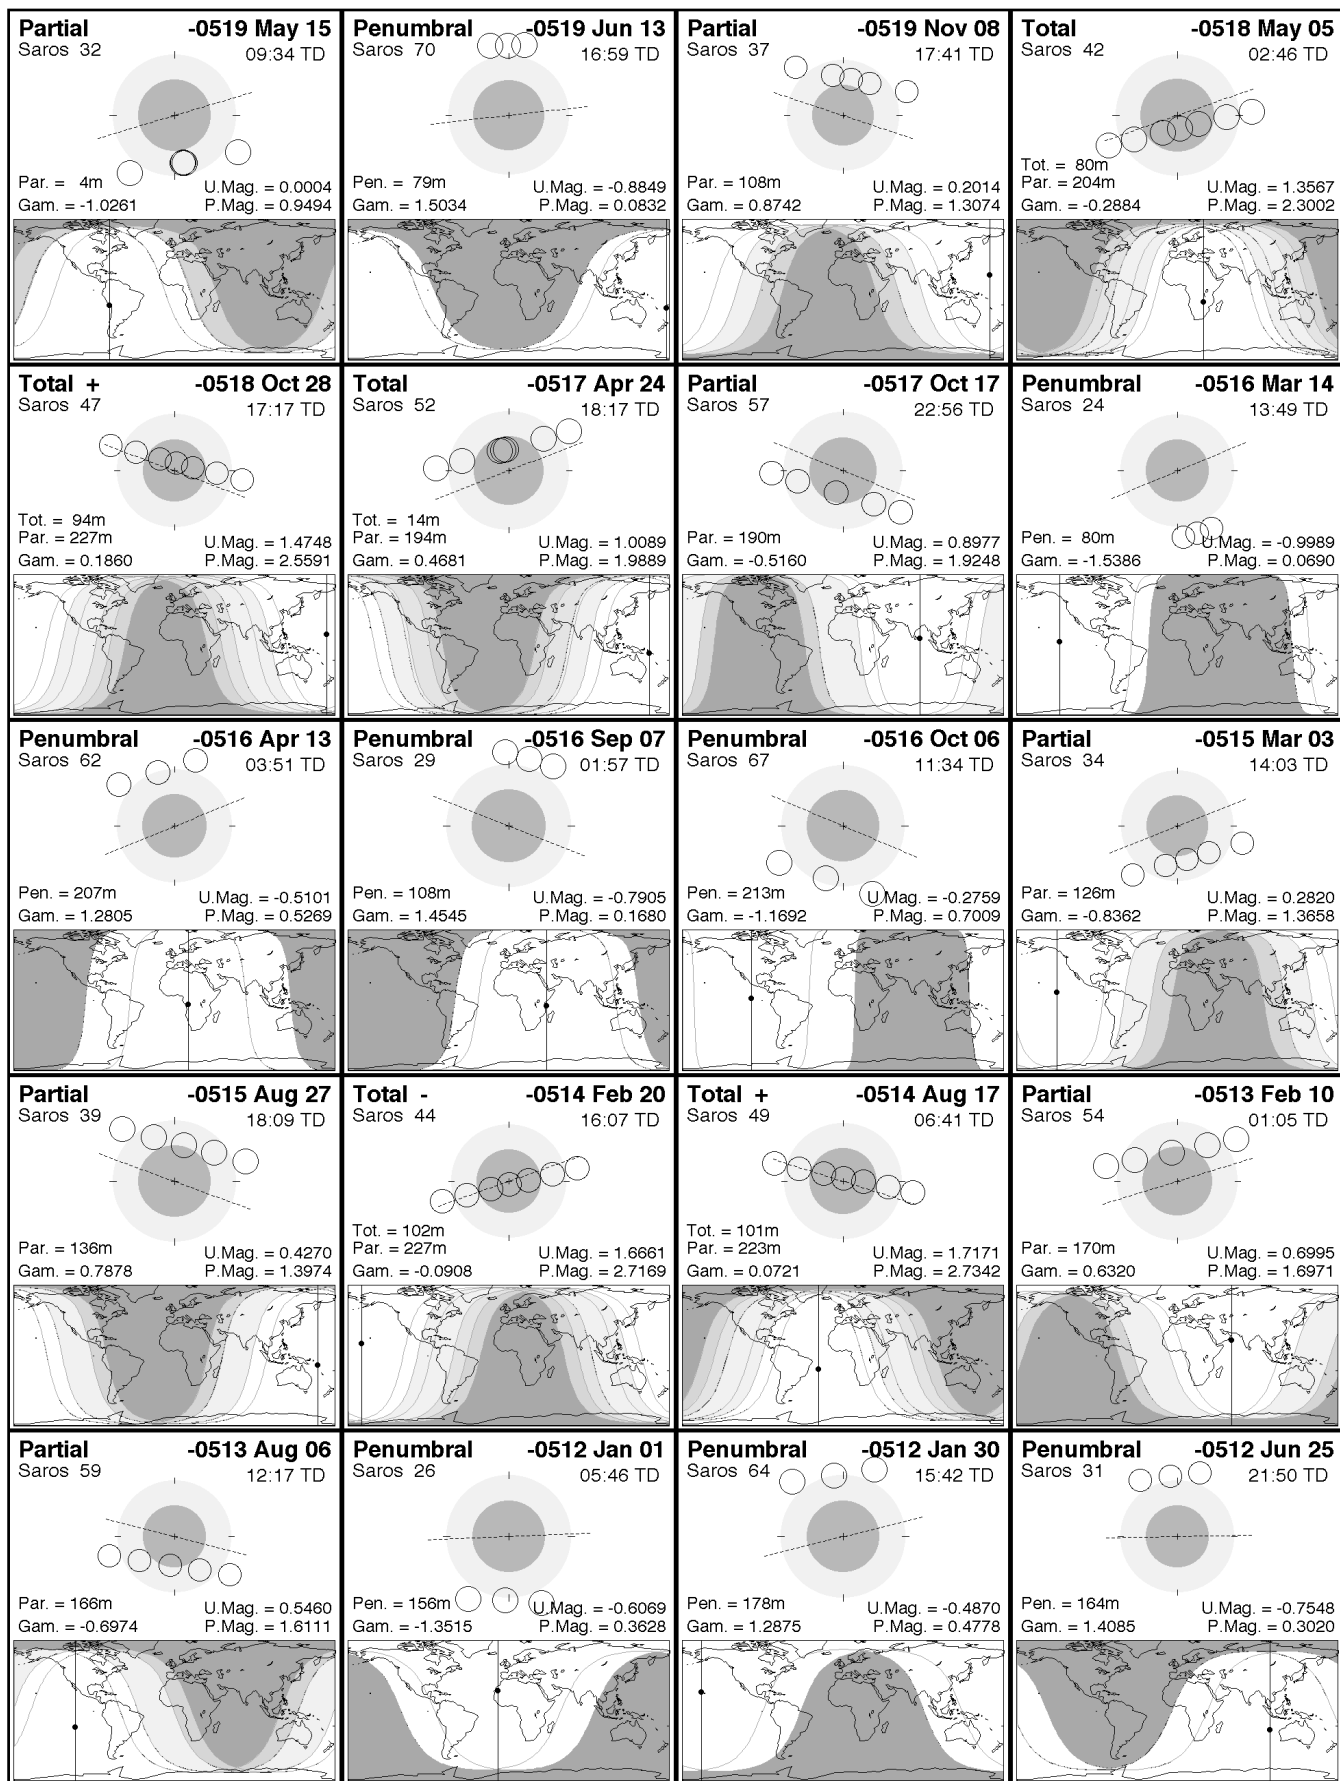 Partial -0519 May 15
Saros 32 09:34 TD
Par. = 4m U.Mag. = 0.0004
Gam. = -1.0261 P.Mag. = 0.9494
Penumbral -0519 Jun 13
Saros 70 16:59 TD
Pen. = 79m U.Mag. = -0.8849
Gam. = 1.5034 P.Mag. = 0.0832
Partial -0519 Nov 08
Saros 37 17:41 TD
Par. = 108m U.Mag. = 0.2014
Gam. = 0.8742 P.Mag. = 1.3074
Total -0518 May 05
Saros 42 02:46 TD
Tot. = 80m
Par. = 204m U.Mag. = 1.3567
Gam. = -0.2884 P.Mag. = 2.3002
Total + -0518 Oct 28
Saros 47 17:17 TD
Tot. = 94m
Par. = 227m U.Mag. = 1.4748
Gam. = 0.1860 P.Mag. = 2.5591
Total -0517 Apr 24
Saros 52 18:17 TD
Tot. = 14m
Par. = 194m U.Mag. = 1.0089
Gam. = 0.4681 P.Mag. = 1.9889
Partial -0517 Oct 17
Saros 57 22:56 TD
Par. = 190m U.Mag. = 0.8977
Gam. = -0.5160 P.Mag. = 1.9248
Penumbral -0516 Mar 14
Saros 24 13:49 TD
Pen. = 80m U.Mag. = -0.9989
Gam. = -1.5386 P.Mag. = 0.0690
Penumbral -0516 Apr 13
Saros 62 03:51 TD
Pen. = 207m U.Mag. = -0.5101
Gam. = 1.2805 P.Mag. = 0.5269
Penumbral -0516 Sep 07
Saros 29 01:57 TD
Pen. = 108m U.Mag. = -0.7905
Gam. = 1.4545 P.Mag. = 0.1680
Penumbral -0516 Oct 06
Saros 67 11:34 TD
Pen. = 213m U.Mag. = -0.2759
Gam. = -1.1692 P.Mag. = 0.7009
Partial -0515 Mar 03
Saros 34 14:03 TD
Par. = 126m U.Mag. = 0.2820
Gam. = -0.8362 P.Mag. = 1.3658
Partial -0515 Aug 27
Saros 39 18:09 TD
Par. = 136m U.Mag. = 0.4270
Gam. = 0.7878 P.Mag. = 1.3974
Total - -0514 Feb 20
Saros 44 16:07 TD
Tot. = 102m
Par. = 227m U.Mag. = 1.6661
Gam. = -0.0908 P.Mag. = 2.7169
Total + -0514 Aug 17
Saros 49 06:41 TD
Tot. = 101m
Par. = 223m U.Mag. = 1.7171
Gam. = 0.0721 P.Mag. = 2.7342
Partial -0513 Feb 10
Saros 54 01:05 TD
Par. = 170m U.Mag. = 0.6995
Gam. = 0.6320 P.Mag. = 1.6971
Partial -0513 Aug 06
Saros 59 12:17 TD
Par. = 166m U.Mag. = 0.5460
Gam. = -0.6974 P.Mag. = 1.6111
Penumbral -0512 Jan 01
Saros 26 05:46 TD
Pen. = 156m U.Mag. = -0.6069
Gam. = -1.3515 P.Mag. = 0.3628
Penumbral -0512 Jan 30
Saros 64 15:42 TD
Pen. = 178m U.Mag. = -0.4870
Gam. = 1.2875 P.Mag. = 0.4778
Penumbral -0512 Jun 25
Saros 31 21:50 TD
Pen. = 164m U.Mag. = -0.7548
Gam. = 1.4085 P.Mag. = 0.3020